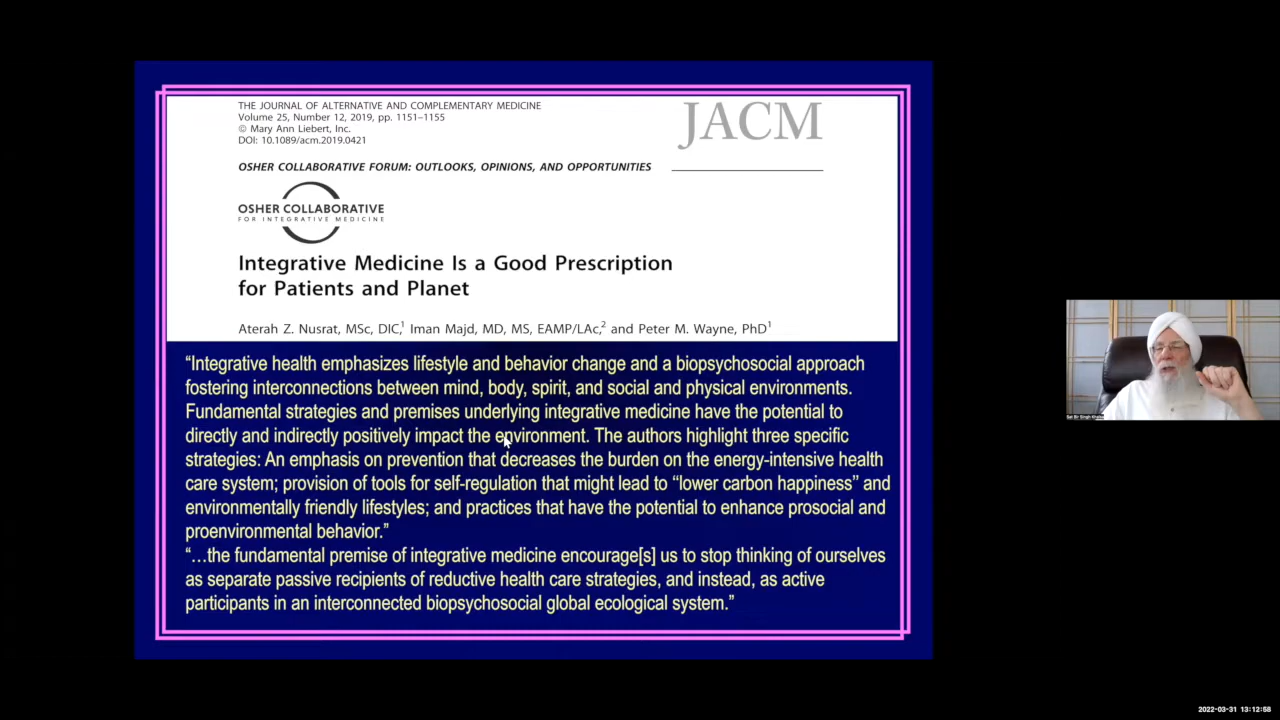 THE JOURNAL OF ALTERNATIVE AND COMPLEMENTARY MEDICINE
Volume 25, Number 12, 2019, pp. 1151–1155
© Mary Ann Liebert, Inc.
DOI: 10.1089/acm.2019.0421
JACM
OSHER COLLABORATIVE FORUM: OUTLOOKS, OPINIONS, AND OPPORTUNITIES
OSHER COLLABORATIVE
FOR INTEGRATIVE MEDICINE
Integrative Medicine Is a Good Prescription
for Patients and Planet
Aterah Z. Nusrat, MSc, DIC,1 Iman Majd, MD, MS, EAMP/LAc,2 and Peter M. Wayne, PhD1
“Integrative health emphasizes lifestyle and behavior change and a biopsychosocial approach
fostering interconnections between mind, body, spirit, and social and physical environments.
Fundamental strategies and premises underlying integrative medicine have the potential to
directly and indirectly positively impact the environment. The authors highlight three specific
strategies: An emphasis on prevention that decreases the burden on the energy-intensive health
care system; provision of tools for self-regulation that might lead to “lower carbon happiness” and
environmentally friendly lifestyles; and practices that have the potential to enhance prosocial and
proenvironmental behavior.”
“…the fundamental premise of integrative medicine encourage[s] us to stop thinking of ourselves
as separate passive recipients of reductive health care strategies, and instead, as active
participants in an interconnected biopsychosocial global ecological system.”
Sat Bir Singh Khalsa
2022-03-31 13:12:58